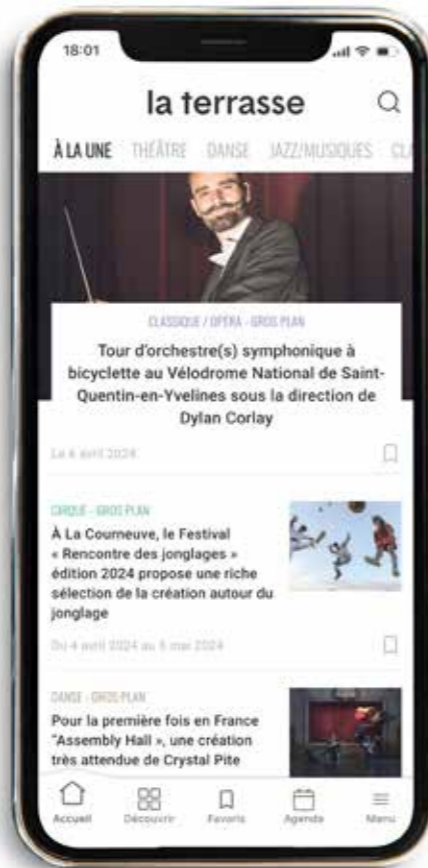 18:01
la terrasse
À LA UNE THÉÂTRE DANSE JAZZ/MUSIQUES CLA
CLASSIQUE / OPÉRA - GROS PLAN
Tour d'orchestre(s) symphonique à
bicyclette au Vélodrome National de Saint-
Quentin-en-Yvelines sous la direction de
Dylan Corlay
Le 6 avril 2024
CIRQUE - GROS PLAN
À La Courneuve, le Festival
« Rencontre des jonglages »
édition 2024 propose une riche
sélection de la création autour du
jonglage
Du 4 avril 2024 au 5 mai 2024
DANSE - GROS PLAN
Pour la première fois en France
"Assembly Hall », une création
très attendue de Crystal Pite
Accueil Découvrir Favoris Agenda Menu